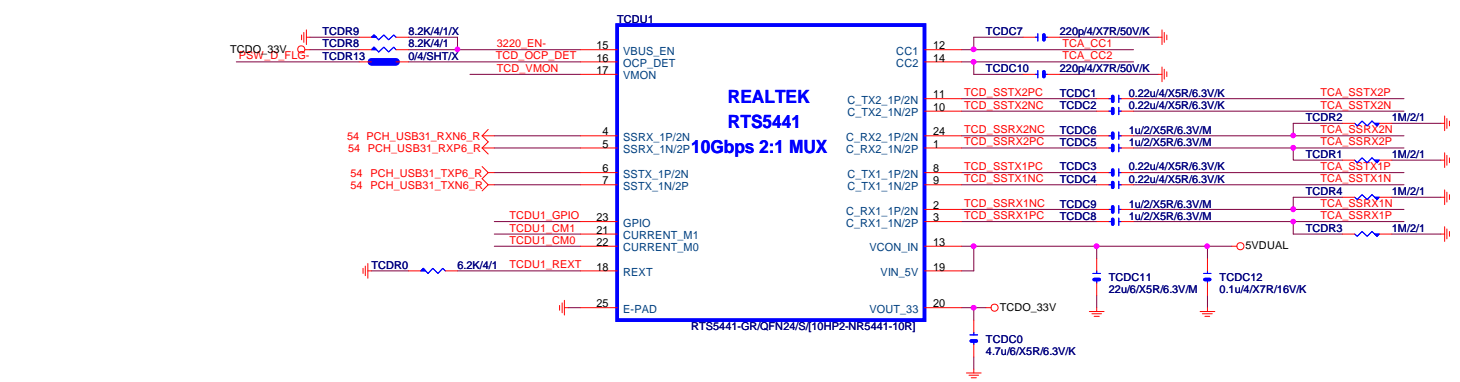 TCDU1
TCDR9 8.2K/4/1/X
TCDO_33V TCDR8 8.2K/4/1 3220_EN-
PSW_D_FLG- TCDR13 0/4/SHT/X TCD_OCP_DET
TCD_VMON
15 VBUS_EN
16 OCP_DET
17 VMON
54 PCH_USB31_RXN6_R 4 SSRX_1P/2N
54 PCH_USB31_RXP6_R 5 SSRX_1N/2P
54 PCH_USB31_TXP6_R 6 SSTX_1P/2N
54 PCH_USB31_TXN6_R 7 SSTX_1N/2P
TCDU1_GPIO 23 GPIO
TCDU1_CM1 21 CURRENT_M1
TCDU1_CM0 22 CURRENT_M0
TCDR0 6.2K/4/1 TCDU1_REXT 18 REXT
25 E-PAD
REALTEK
RTS5441
10Gbps 2:1 MUX
CC1 12 TCDC7 220p/4/X7R/50V/K TCA_CC1
CC2 14 TCA_CC2
TCDC10 220p/4/X7R/50V/K
C_TX2_1P/2N 11 TCD_SSTX2PC TCDC1 0.22u/4/X5R/6.3V/K TCA_SSTX2P
C_TX2_1N/2P 10 TCD_SSTX2NC TCDC2 0.22u/4/X5R/6.3V/K TCA_SSTX2N
TCDR2 1M/2/1
C_RX2_1P/2N 24 TCD_SSRX2NC TCDC6 1u/2/X5R/6.3V/M TCA_SSRX2N
C_RX2_1N/2P 1 TCD_SSRX2PC TCDC5 1u/2/X5R/6.3V/M TCA_SSRX2P
TCDR1 1M/2/1
C_TX1_1P/2N 8 TCD_SSTX1PC TCDC3 0.22u/4/X5R/6.3V/K TCA_SSTX1P
C_TX1_1N/2P 9 TCD_SSTX1NC TCDC4 0.22u/4/X5R/6.3V/K TCA_SSTX1N
TCDR4 1M/2/1
C_RX1_1P/2N 2 TCD_SSRX1NC TCDC9 1u/2/X5R/6.3V/M TCA_SSRX1N
C_RX1_1N/2P 3 TCD_SSRX1PC TCDC8 1u/2/X5R/6.3V/M TCA_SSRX1P
TCDR3 1M/2/1
VCON_IN 13 5VDUAL
VIN_5V 19
TCDC11 22u/6/X5R/6.3V/M
TCDC12 0.1u/4/X7R/16V/K
VOUT_33 20 TCDO_33V
RTS5441-GR/QFN24/S/[10HP2-NR5441-10R]
TCDC0
4.7u/6/X5R/6.3V/K